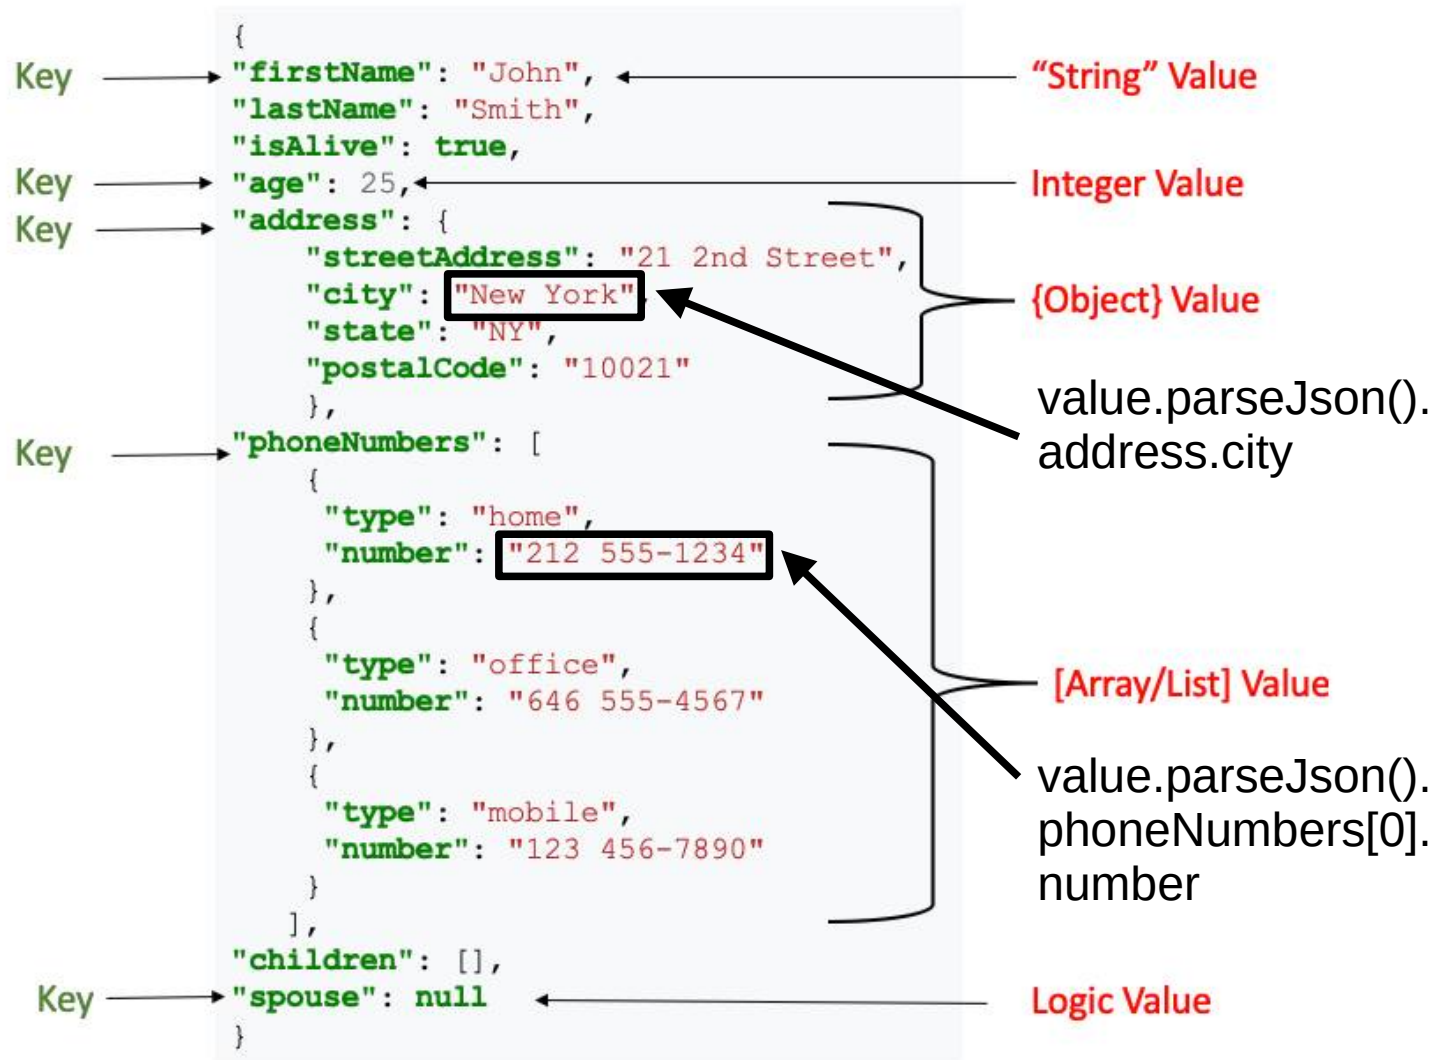 {
Key "firstName": "John", “String” Value
"lastName": "Smith",
"isAlive": true,
Key "age": 25, Integer Value
Key "address": {
"streetAddress": "21 2nd Street",
"city": "New York", {Object} Value
"state": "NY",
"postalCode": "10021"
},
value.parseJson().
address.city
Key "phoneNumbers": [
{
"type": "home",
"number": "212 555-1234"
},
{
"type": "office",
"number": "646 555-4567"
[Array/List] Value
},
{
"type": "mobile",
"number": "123 456-7890"
}
],
value.parseJson().
phoneNumbers[0].
number
"children": [],
Key "spouse": null Logic Value
}